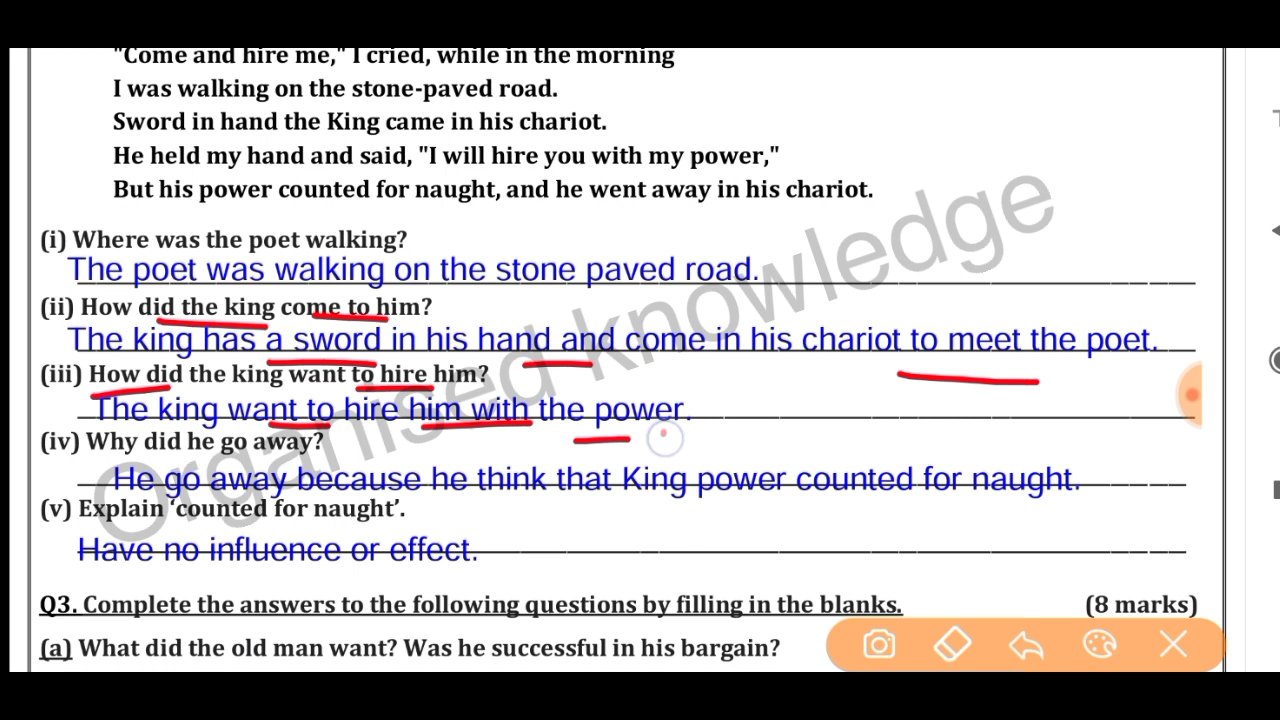 "Come and hire me," I cried, while in the morning
I was walking on the stone-paved road.
Sword in hand the King came in his chariot.
He held my hand and said, "I will hire you with my power,"
But his power counted for naught, and he went away in his chariot.
(i) Where was the poet walking?
The poet was walking on the stone paved road.
(ii) How did the king come to him?
The king has a sword in his hand and come in his chariot to meet the poet.
(iii) How did the king want to hire him?
The king want to hire him with the power.
(iv) Why did he go away?
He go away because he think that King power counted for naught.
(v) Explain ‘counted for naught’.
Have no influence or effect.
Q3. Complete the answers to the following questions by filling in the blanks. (8 marks)
(a) What did the old man want? Was he successful in his bargain?
Organised knowledge